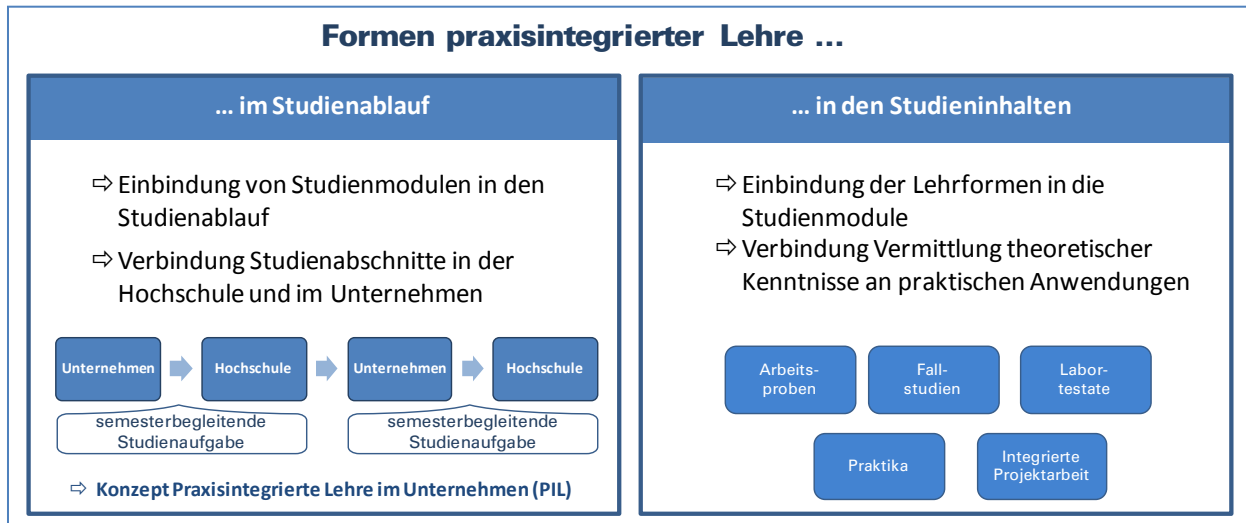 Formen praxisintegrierter Lehre ...
... im Studienablauf
⇨ Einbindung von Studienmodulen in den
Studienablauf
⇨ Verbindung Studienabschnitte in der
Hochschule und im Unternehmen
Unternehmen
Hochschule
Unternehmen
Hochschule
semesterbegleitende
Studienaufgabe
semesterbegleitende
Studienaufgabe
⇨ Konzept Praxisintegrierte Lehre im Unternehmen (PIL)
... in den Studieninhalten
⇨ Einbindung der Lehrformen in die
Studienmodule
⇨ Verbindung Vermittlung theoretischer
Kenntnisse an praktischen Anwendungen
Arbeits-
proben
Fall-
studien
Labor-
testate
Praktika
Integrierte
Projektarbeit